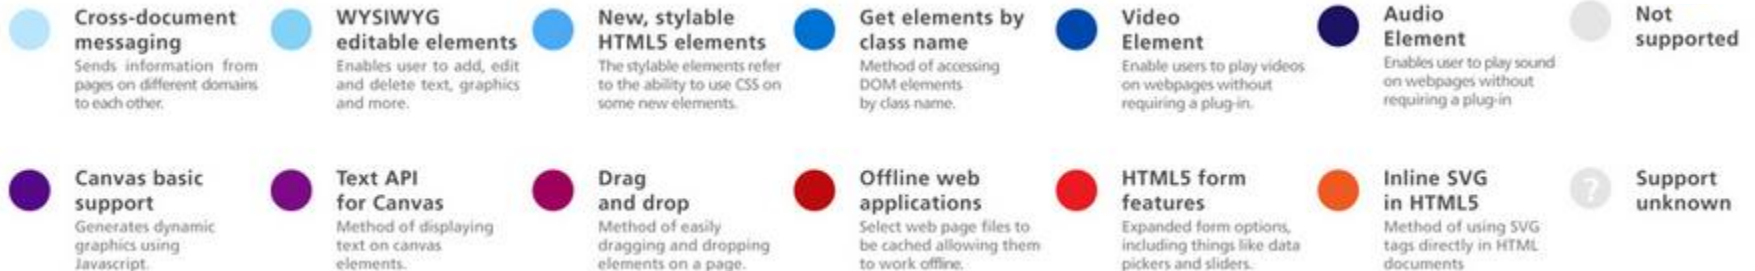 Cross-document
messaging
Sends information from
pages on different domains
to each other.
WYSIWYG
editable elements
Enables user to add, edit
and delete text, graphics
and more.
New, stylable
HTML5 elements
The stylable elements refer
to the ability to use CSS on
some new elements.
Get elements by
class name
Method of accessing
DOM elements
by class name.
Video
Element
Enable users to play videos
on webpages without
requiring a plug-in.
Audio
Element
Enables user to play sound
on webpages without
requiring a plug-in
Not
supported
Canvas basic
support
Generates dynamic
graphics using
Javascript.
Text API
for Canvas
Method of displaying
text on canvas
elements.
Drag
and drop
Method of easily
dragging and dropping
elements on a page.
Offline web
applications
Select web page files to
be cached allowing them
to work offline.
HTML5 form
features
Expanded form options,
including things like data
pickers and sliders.
Inline SVG
in HTML5
Method of using SVG
tags directly in HTML
documents
?
Support
unknown